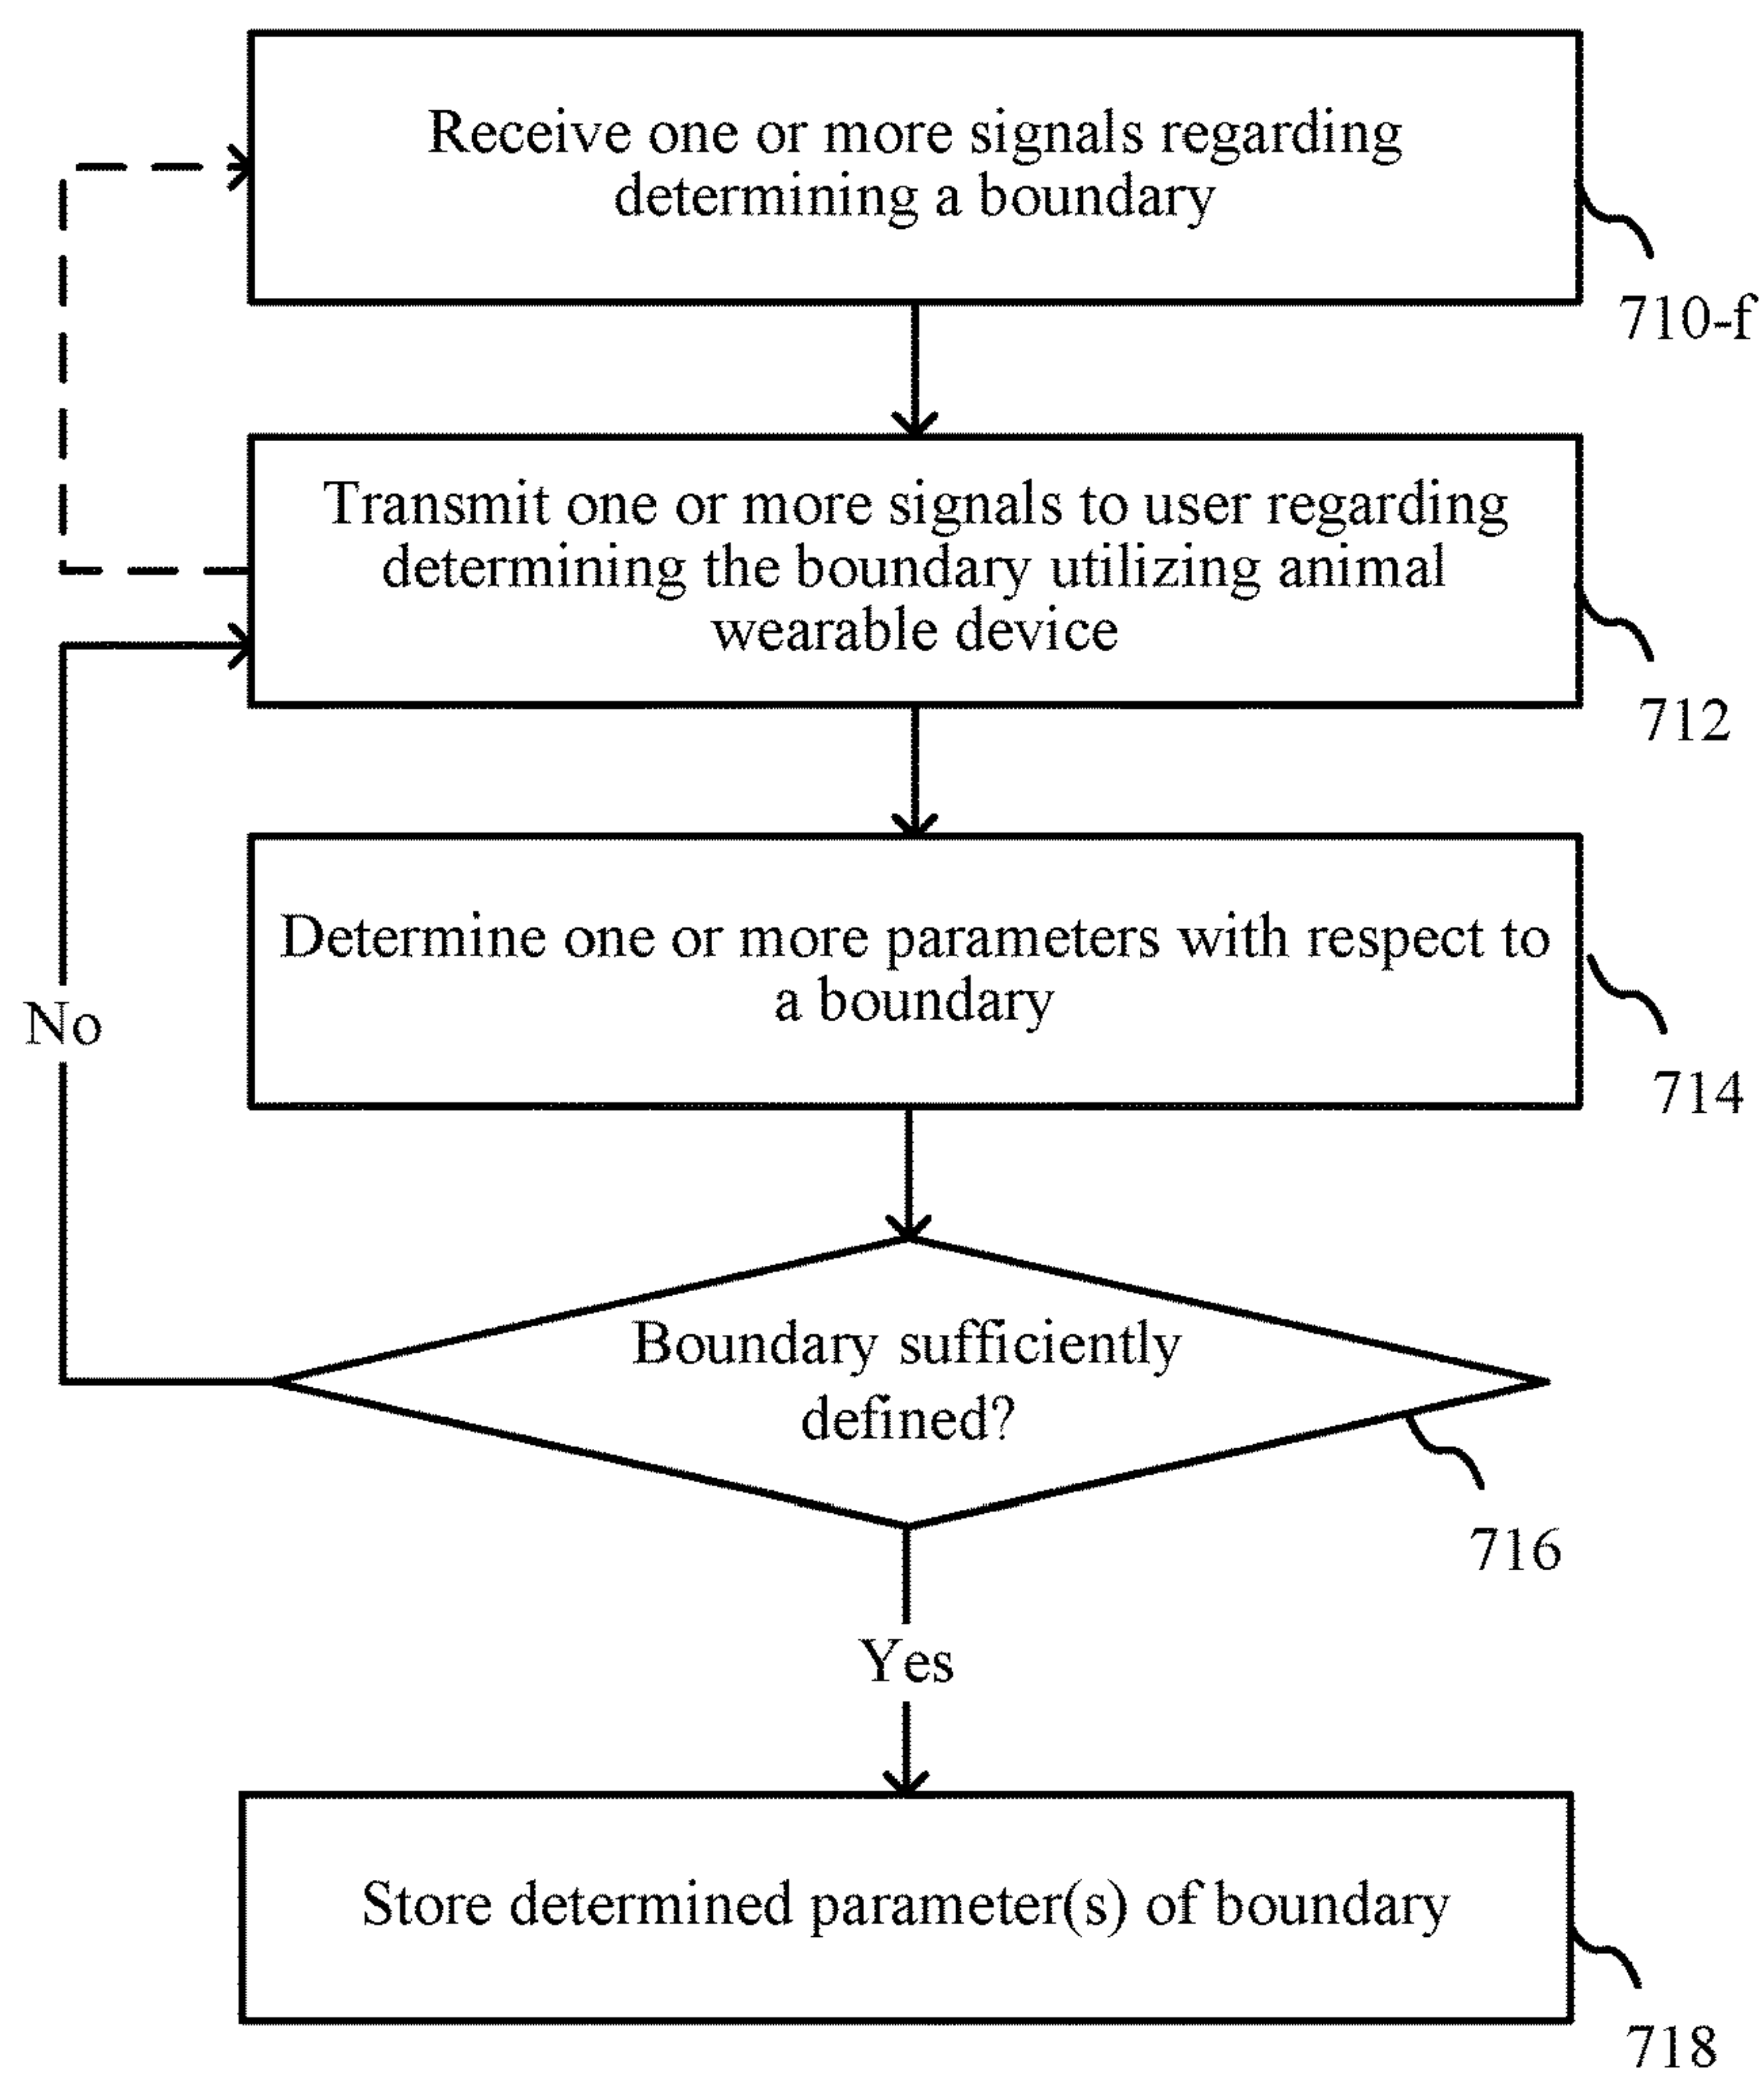 Receive one or more signals regarding
determining a boundary
710-f
Transmit one or more signals to user regarding
determining the boundary utilizing animal
wearable device
712
Determine one or more parameters with respect to
a boundary
No
714
Boundary sufficiently
defined?
716
Yes
Store determined parameter(s) of boundary
718